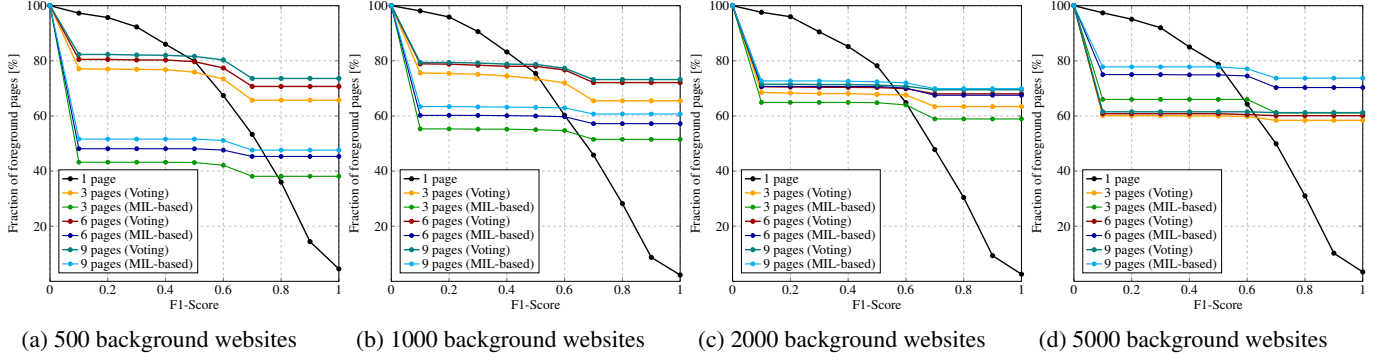 Fraction of foreground pages [%]
100
80
60
40
20
0
0.2
0.4
0.6
0.8
1
F1-Score
1 page
3 pages (Voting)
3 pages (MIL-based)
6 pages (Voting)
6 pages (MIL-based)
9 pages (Voting)
9 pages (MIL-based)
(a) 500 background websites
Fraction of foreground pages [%]
100
80
60
40
20
0
0.2
0.4
0.6
0.8
1
F1-Score
1 page
3 pages (Voting)
3 pages (MIL-based)
6 pages (Voting)
6 pages (MIL-based)
9 pages (Voting)
9 pages (MIL-based)
(b) 1000 background websites
Fraction of foreground pages [%]
100
80
60
40
20
0
0.2
0.4
0.6
0.8
1
F1-Score
1 page
3 pages (Voting)
3 pages (MIL-based)
6 pages (Voting)
6 pages (MIL-based)
9 pages (Voting)
9 pages (MIL-based)
(c) 2000 background websites
Fraction of foreground pages [%]
100
80
60
40
20
0
0.2
0.4
0.6
0.8
1
F1-Score
1 page
3 pages (Voting)
3 pages (MIL-based)
6 pages (Voting)
6 pages (MIL-based)
9 pages (Voting)
9 pages (MIL-based)
(d) 5000 background websites